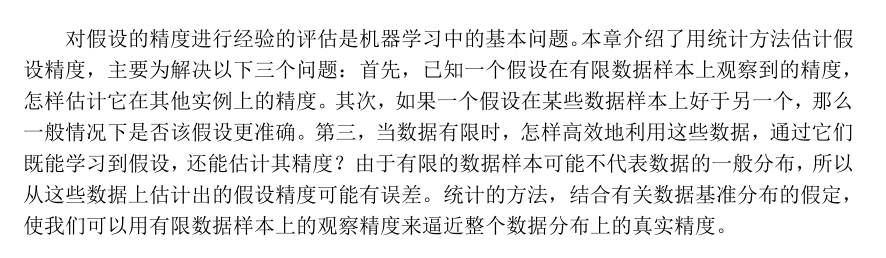 对假设的精度进行经验的评估是机器学习中的基本问题。本章介绍了用统计方法估计假
设精度，主要为解决以下三个问题：首先，已知一个假设在有限数据样本上观察到的精度，
怎样估计它在其他实例上的精度。其次，如果一个假设在某些数据样本上好于另一个，那么
一般情况下是否该假设更准确。第三，当数据有限时，怎样高效地利用这些数据，通过它们
既能学习到假设，还能估计其精度？由于有限的数据样本可能不代表数据的一般分布，所以
从这些数据上估计出的假设精度可能有误差。统计的方法，结合有关数据基准分布的假定，
使我们可以用有限数据样本上的观察精度来逼近整个数据分布上的真实精度。